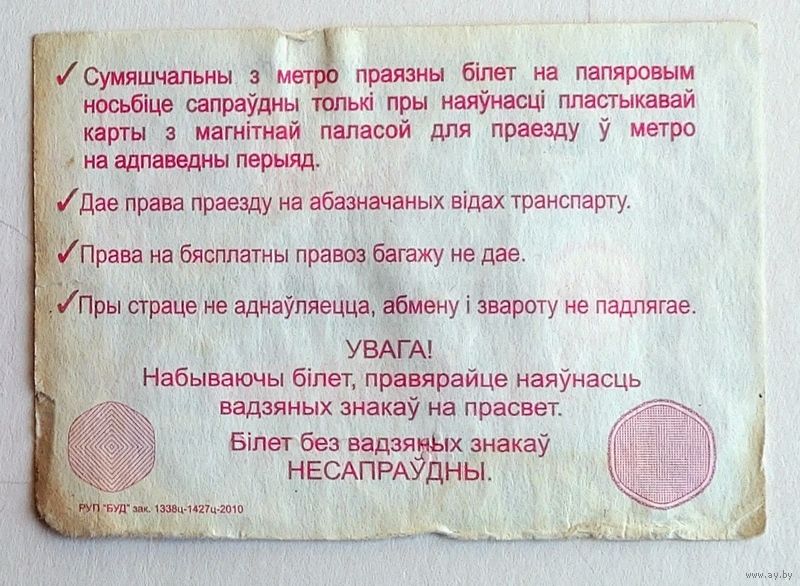 ✓ Сумяшчальны з метро праязны білет на папяровым
носьбіце сапраўдны толькі пры наяўнасці пластыкавай
карты з магнітнай паласой для праезду ў метро
на адпаведны перыяд.
✓ Дае права праезду на абазначаных відах транспарту.
✓ Права на бясплатны правоз багажу не дае.
✓ Пры страце не аднаўляецца, абмену і звароту не падлягае.
УВАГА!
Набываючы білет, правярайце наяўнасць
вадзяных знакаў на прасвет.
Білет без вадзяных знакаў
НЕСАПРАЎДНЫ.
РУП "БУД" зак. 1338ц-1427ц-2010
www.ay.by